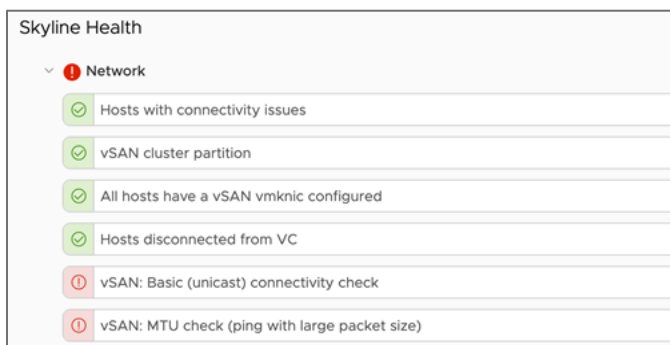 Skyline Health
Network
Hosts with connectivity issues
vSAN cluster partition
All hosts have a vSAN vmknic configured
Hosts disconnected from VC
vSAN: Basic (unicast) connectivity check
vSAN: MTU check (ping with large packet size)